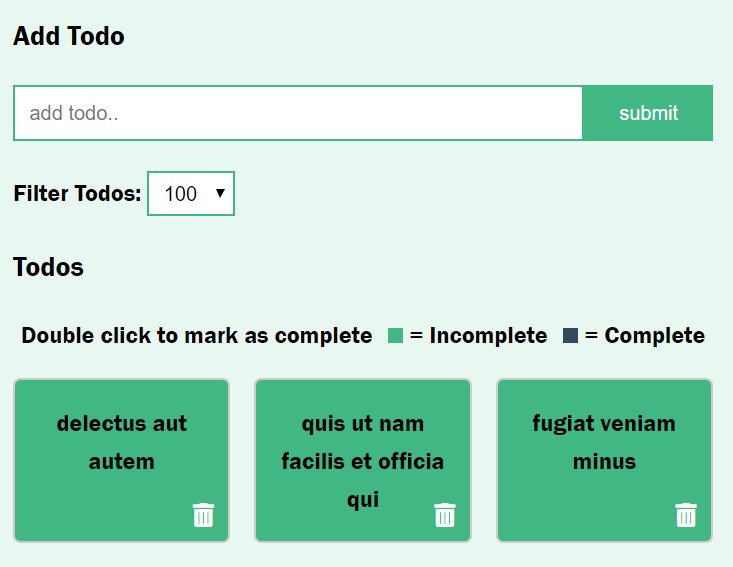 Add Todo
add todo.. submit
Filter Todos: 100
Todos
Double click to mark as complete = Incomplete = Complete
delectus aut
autem
quis ut nam
facilis et officia
qui
fugiat veniam
minus